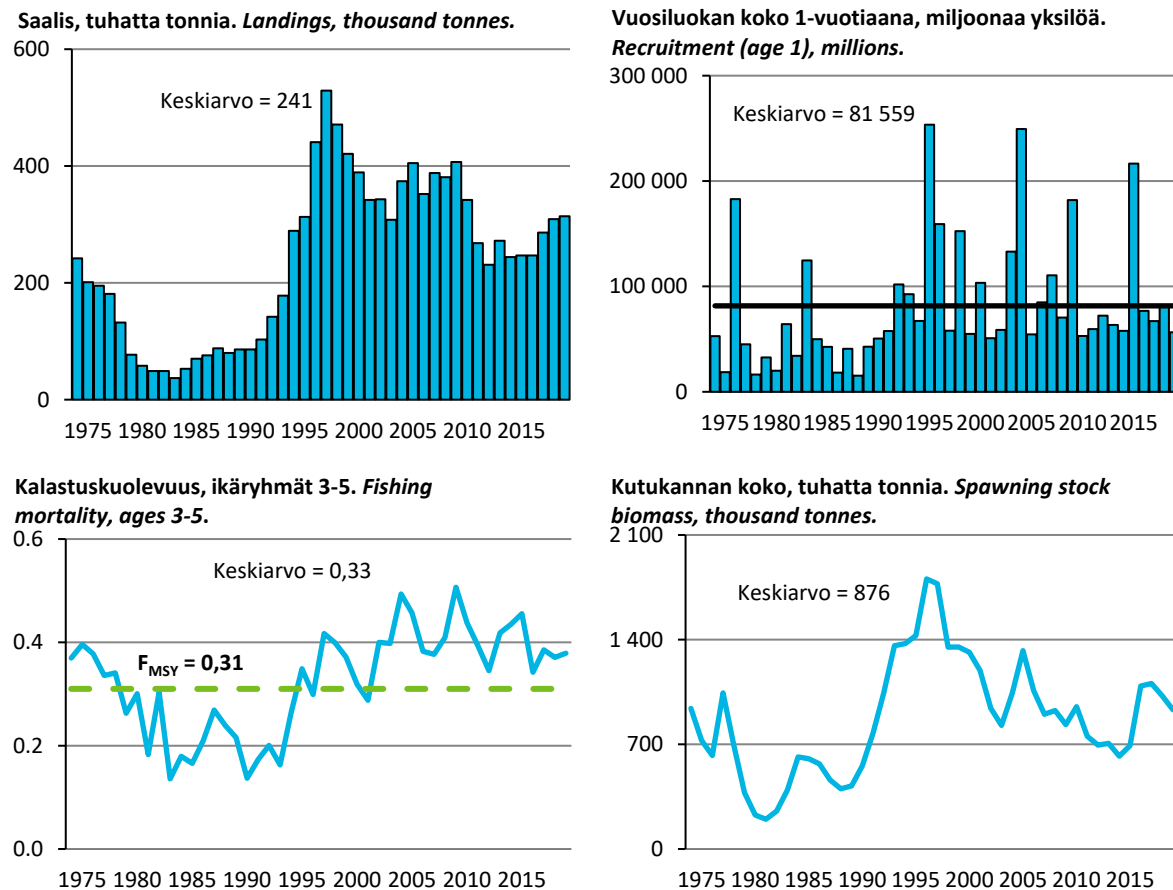 Saalis, tuhatta tonnia. Landings, thousand tonnes.
600
400
200
0
Keskiarvo = 241
1975 1980 1985 1990 1995 2000 2005 2010 2015
Vuosiluokan koko 1-vuotiaana, miljoonaa yksilöä.
Recruitment (age 1), millions.
300 000
200 000
100 000
0
Keskiarvo = 81 559
1975 1980 1985 1990 1995 2000 2005 2010 2015
Kalastuskuolevuus, ikäryhmät 3-5. Fishing
mortality, ages 3-5.
0.6
0.4
0.2
0.0
Keskiarvo = 0,33
FMSY = 0,31
1975 1980 1985 1990 1995 2000 2005 2010 2015
Kutukannan koko, tuhatta tonnia. Spawning stock
biomass, thousand tonnes.
2 100
1 400
700
0
Keskiarvo = 876
1975 1980 1985 1990 1995 2000 2005 2010 2015